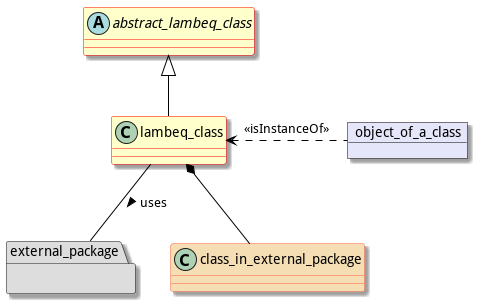 A abstract_lambeq_class
C lambeq_class
«isInstanceOf»
object_of_a_class
uses
external_package
C class_in_external_package